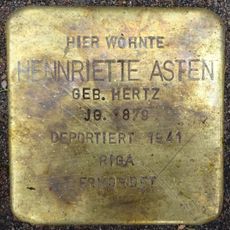 HIER WOHNTE
HENNRIETTE ASTEN
GEB. HERTZ
JG. 1879
DEPORTIERT 1941
RIGA
ERMORDET